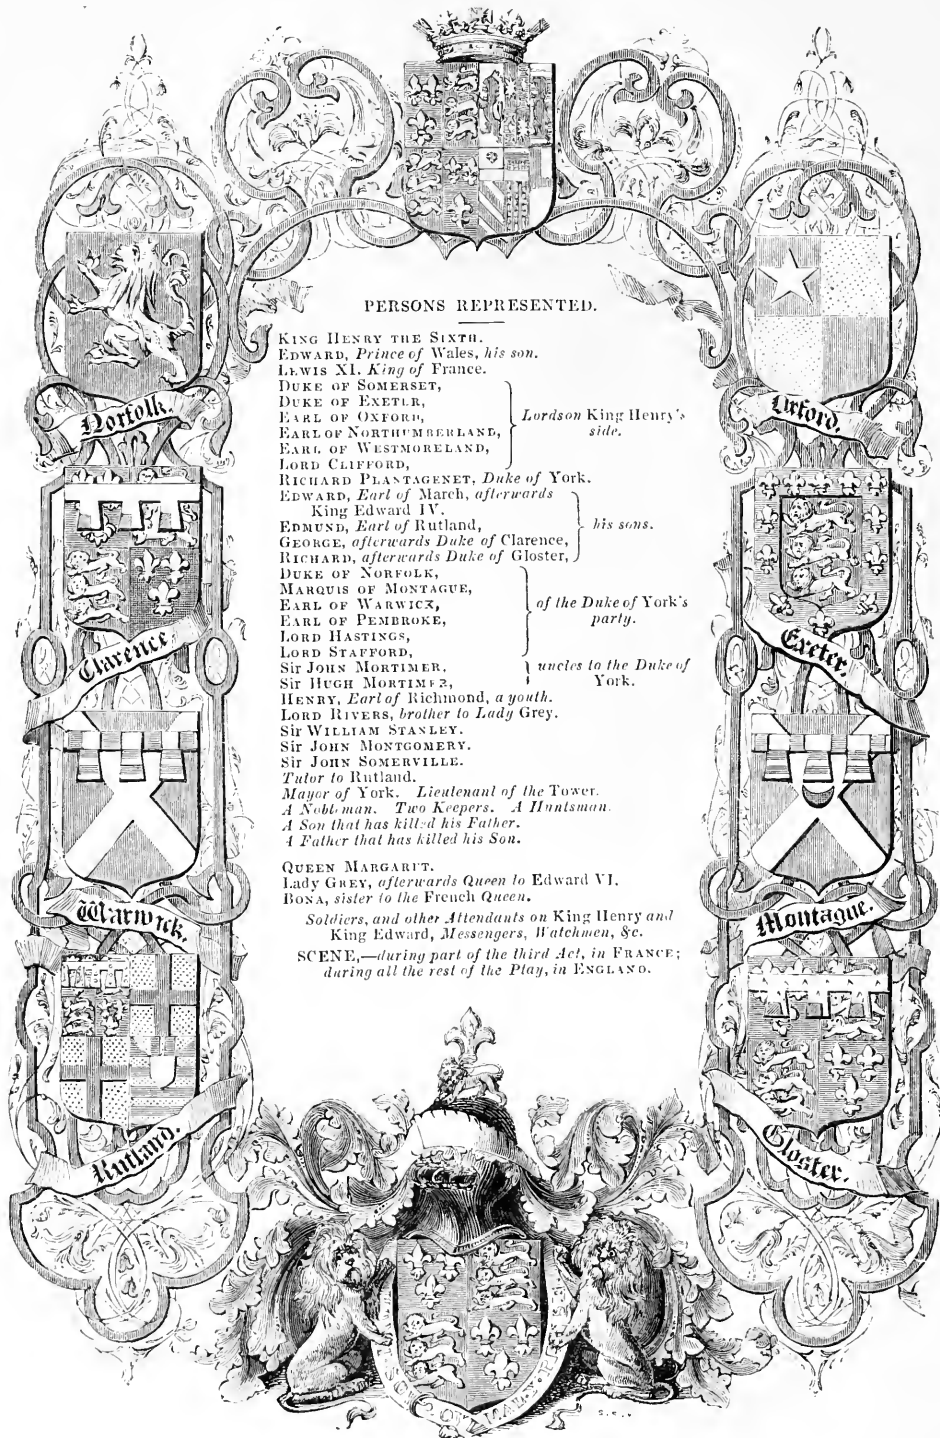 PERSONS REPRESENTED.
KING HENRY THE SIXTH.
EDWARD, Prince of Wales, his son.
LEWIS XI. King of France.
DUKE OF SOMERSET,
DUKE OF EXETER,
EARL OF OXFORD,
EARL OF NORTHUMBERLAND,
EARL OF WESTMORELAND,
LORD CLIFFORD,
Lords on King Henry's
side.
RICHARD PLANTAGENET, Duke of York.
EDWARD, Earl of March, afterwards
King Edward IV.
EDMUND, Earl of Rutland,
GEORGE, afterwards Duke of Clarence,
RICHARD, afterwards Duke of Gloster,
his sons.
DUKE OF NORFOLK,
MARQUIS OF MONTAGUE,
EARL OF WARWICK,
EARL OF PEMBROKE,
LORD HASTINGS,
LORD STAFFORD,
of the Duke of York's
party.
Sir JOHN MORTIMER,
Sir HUGH MORTIMER,
uncles to the Duke of
York.
HENRY, Earl of Richmond, a youth.
LORD RIVERS, brother to Lady Grey.
Sir WILLIAM STANLEY.
Sir JOHN MONTGOMERY.
Sir JOHN SOMERVILLE.
Tutor to Rutland.
Mayor of York. Lieutenant of the Tower.
A Nobleman. Two Keepers. A Huntsman.
A Son that has killed his Father.
A Father that has killed his Son.
QUEEN MARGARET.
Lady GREY, afterwards Queen to Edward VI.
BONA, sister to the French Queen.
Soldiers, and other Attendants on King Henry and
King Edward, Messengers, Watchmen, &c.
SCENE,—during part of the third Act, in FRANCE;
during all the rest of the Play, in ENGLAND.
Norfolk.
Oxford.
Clarence.
Exeter.
Warwick.
Montague.
Rutland.
Gloster.